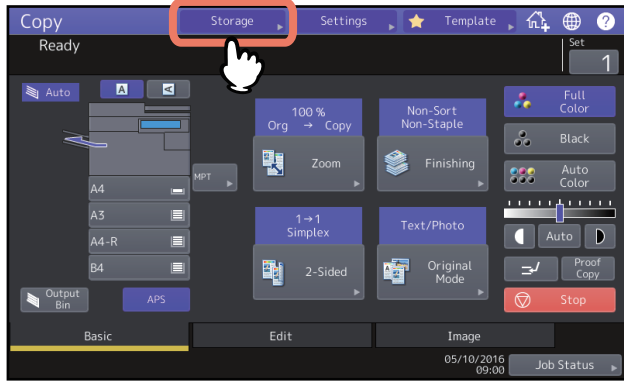 Copy
Storage
Settings
Template
?
Ready
Set
1
Auto
A
A
100 %
Org → Copy
Non-Sort
Non-Staple
Full
Color
Black
MPT
Zoom
Finishing
Auto
Color
A4
A3
A4-R
B4
1→1
Simplex
Text/Photo
Auto
2-Sided
Original
Mode
Proof
Copy
Output
Bin
APS
Stop
Basic
Edit
Image
05/10/2016
09:00
Job Status